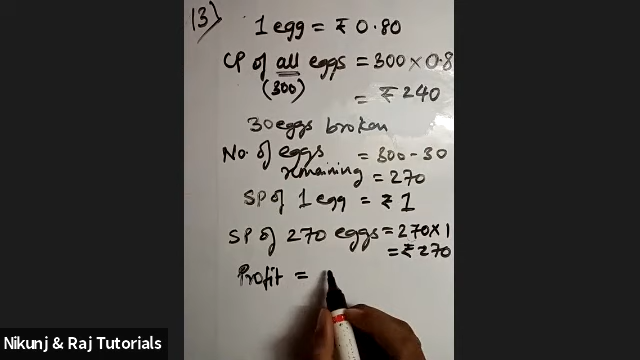 13)
1 egg = ₹ 0.80
CP of all eggs = 300 × 0.8
(300)
= ₹ 240
30 eggs broken
No. of eggs remaining = 300 - 30
= 270
SP of 1 egg = ₹ 1
SP of 270 eggs = 270 × 1
= ₹ 270
Profit =
Nikunj & Raj Tutorials